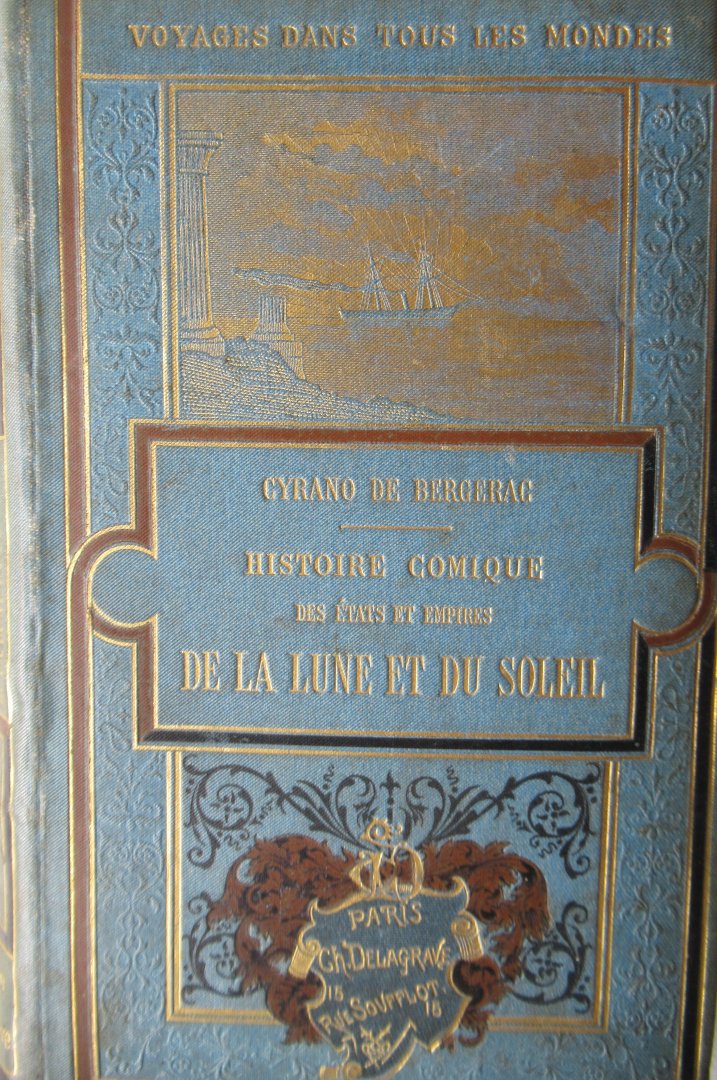 VOYAGES DANS TOUS LES MONDES
CYRANO DE BERGERAC
HISTOIRE COMIQUE
DES ÉTATS ET EMPIRES
DE LA LUNE ET DU SOLEIL
PARIS
CH. DELAGRAVE
15 RUE SOUFFLOT 15